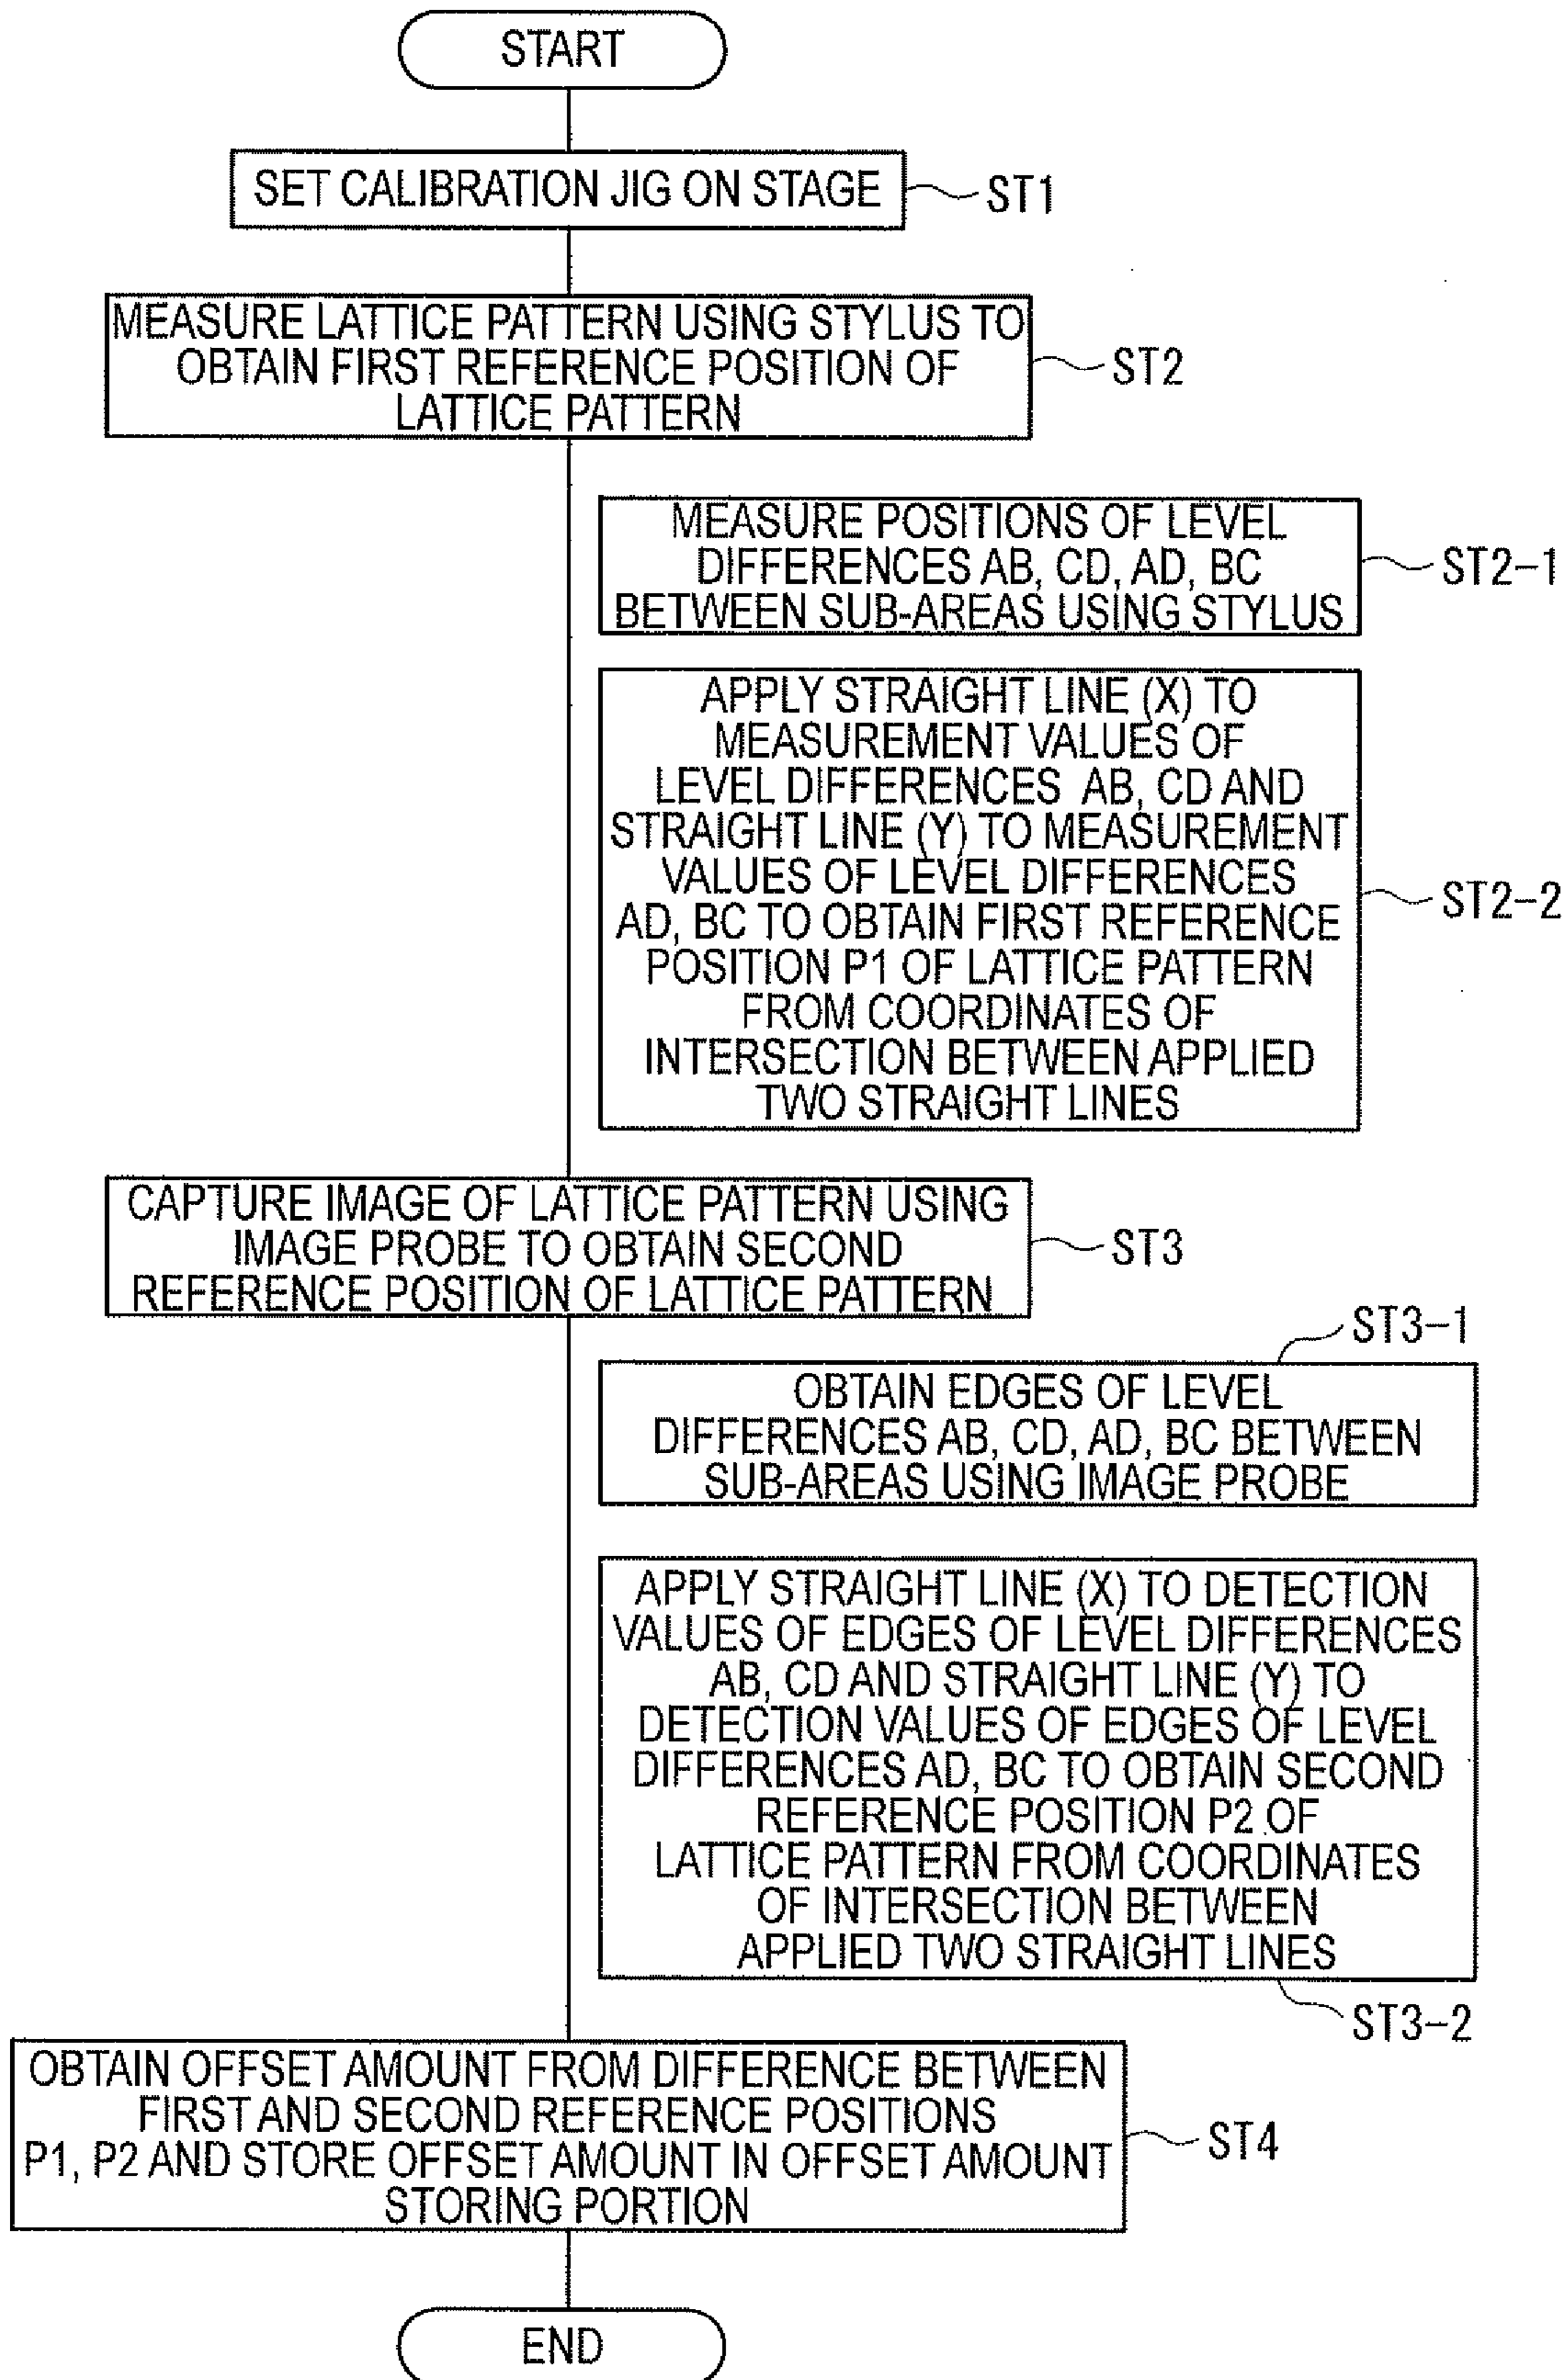 START
SET CALIBRATION JIG ON STAGE
ST1
MEASURE LATTICE PATTERN USING STYLUS TO
OBTAIN FIRST REFERENCE POSITION OF
LATTICE PATTERN
ST2
MEASURE POSITIONS OF LEVEL
DIFFERENCES AB, CD, AD, BC
BETWEEN SUB-AREAS USING STYLUS
ST2-1
APPLY STRAIGHT LINE (X) TO
MEASUREMENT VALUES OF
LEVEL DIFFERENCES AB, CD AND
STRAIGHT LINE (Y) TO MEASUREMENT
VALUES OF LEVEL DIFFERENCES
AD, BC TO OBTAIN FIRST REFERENCE
POSITION P1 OF LATTICE PATTERN
FROM COORDINATES OF
INTERSECTION BETWEEN APPLIED
TWO STRAIGHT LINES
ST2-2
CAPTURE IMAGE OF LATTICE PATTERN USING
IMAGE PROBE TO OBTAIN SECOND
REFERENCE POSITION OF LATTICE PATTERN
ST3
ST3-1
OBTAIN EDGES OF LEVEL
DIFFERENCES AB, CD, AD, BC BETWEEN
SUB-AREAS USING IMAGE PROBE
APPLY STRAIGHT LINE (X) TO DETECTION
VALUES OF EDGES OF LEVEL DIFFERENCES
AB, CD AND STRAIGHT LINE (Y) TO
DETECTION VALUES OF EDGES OF LEVEL
DIFFERENCES AD, BC TO OBTAIN SECOND
REFERENCE POSITION P2 OF
LATTICE PATTERN FROM COORDINATES
OF INTERSECTION BETWEEN
APPLIED TWO STRAIGHT LINES
ST3-2
OBTAIN OFFSET AMOUNT FROM DIFFERENCE BETWEEN
FIRST AND SECOND REFERENCE POSITIONS
P1, P2 AND STORE OFFSET AMOUNT IN OFFSET AMOUNT
STORING PORTION
ST4
END